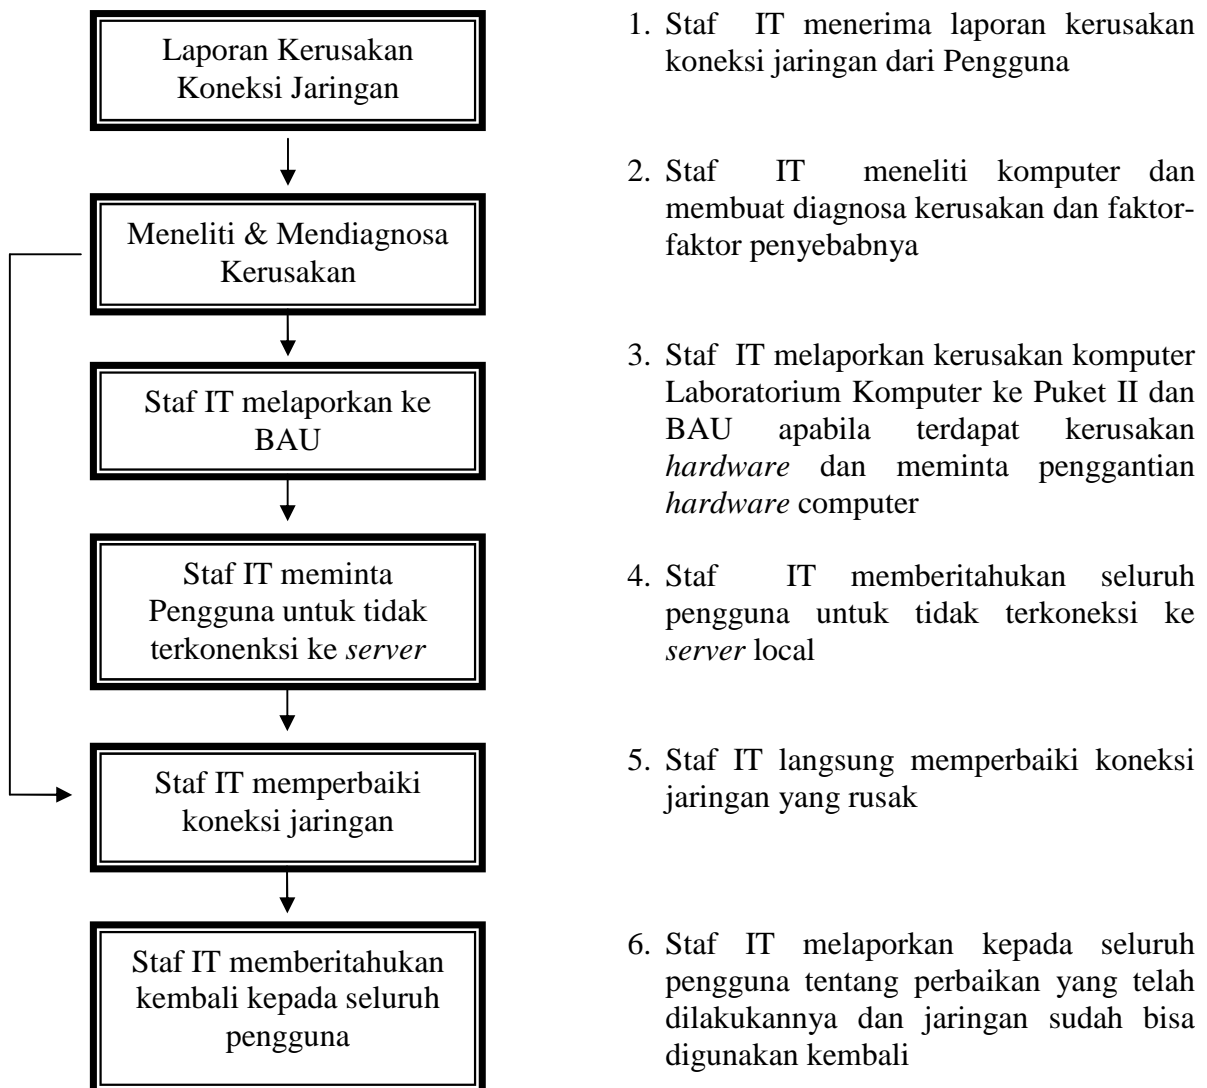 Laporan Kerusakan
Koneksi Jaringan
1. Staf IT menerima laporan kerusakan
koneksi jaringan dari Pengguna
Meneliti & Mendiagnosa
Kerusakan
2. Staf IT meneliti komputer dan
membuat diagnosa kerusakan dan faktor-
faktor penyebabnya
Staf IT melaporkan ke
BAU
3. Staf IT melaporkan kerusakan komputer
Laboratorium Komputer ke Puket II dan
BAU apabila terdapat kerusakan
hardware dan meminta penggantian
hardware computer
Staf IT meminta
Pengguna untuk tidak
terkonenksi ke server
4. Staf IT memberitahukan seluruh
pengguna untuk tidak terkoneksi ke
server local
Staf IT memperbaiki
koneksi jaringan
5. Staf IT langsung memperbaiki koneksi
jaringan yang rusak
Staf IT memberitahukan
kembali kepada seluruh
pengguna
6. Staf IT melaporkan kepada seluruh
pengguna tentang perbaikan yang telah
dilakukannya dan jaringan sudah bisa
digunakan kembali